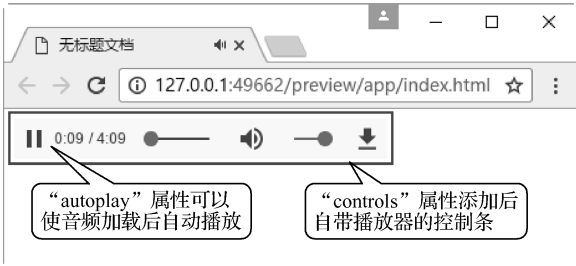 无标题文档
127.0.0.1:49662/preview/app/index.html
0:09 / 4:09
“autoplay”属性可以
使音频加载后自动播放
“controls”属性添加后
自带播放器的控制条